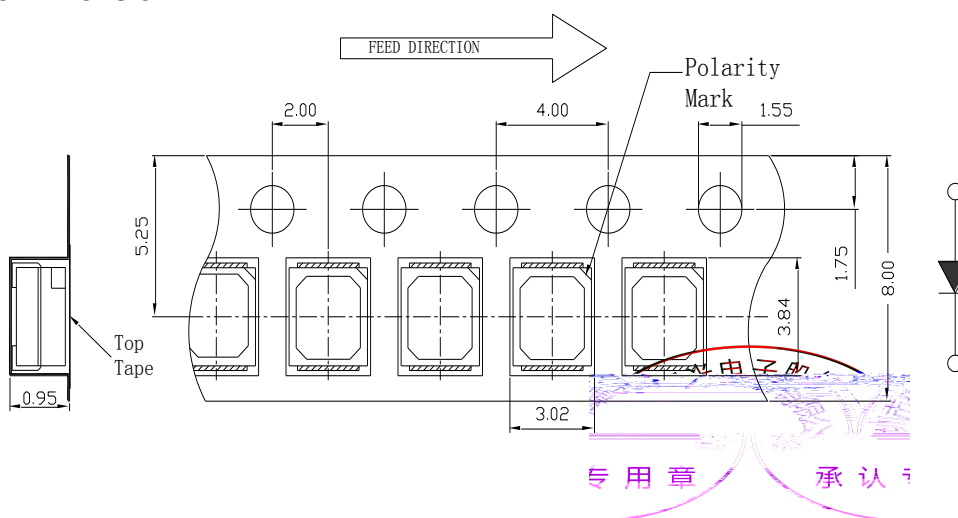 FEED DIRECTION
Polarity
Mark
2.00
4.00
1.55
5.25
1.75
8.00
3.84
Top
Tape
0.95
3.02
电子
专用章
承认